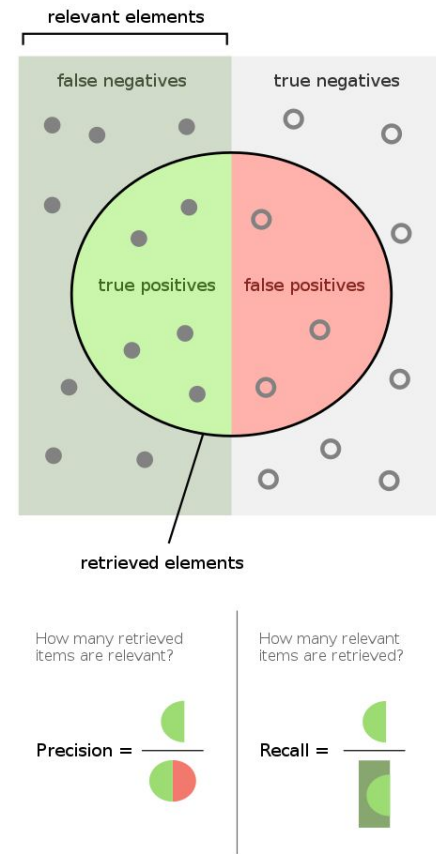 relevant elements
false negatives
true negatives
true positives
false positives
retrieved elements
How many retrieved
items are relevant?
Precision =
How many relevant
items are retrieved?
Recall =